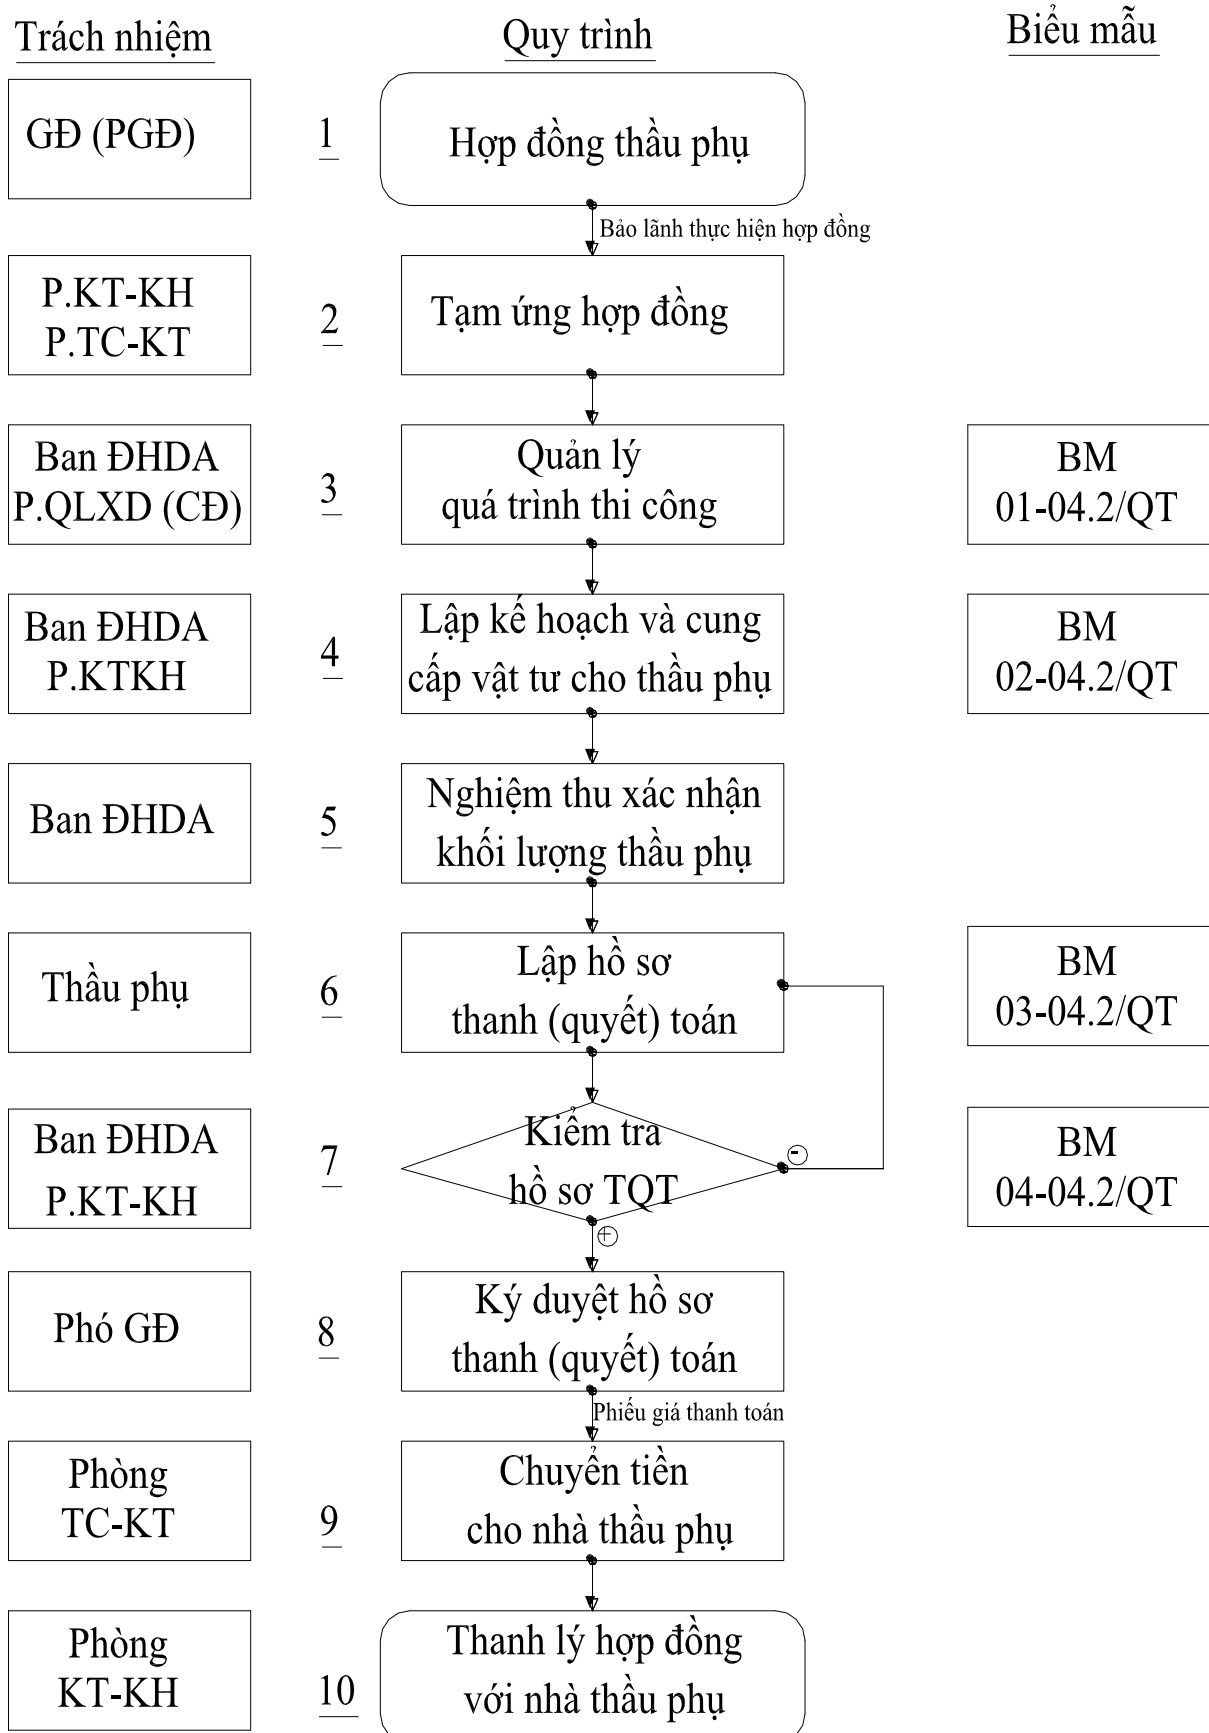 Trách nhiệm
Quy trình
Biểu mẫu
GĐ (PGĐ)
1
Hợp đồng thầu phụ
Bảo lãnh thực hiện hợp đồng
P.KT-KH
P.TC-KT
2
Tạm ứng hợp đồng
Ban ĐHDA
P.QLXD (CĐ)
3
Quản lý
quá trình thi công
BM
01-04.2/QT
Ban ĐHDA
P.KTKH
4
Lập kế hoạch và cung
cấp vật tư cho thầu phụ
BM
02-04.2/QT
Ban ĐHDA
5
Nghiệm thu xác nhận
khối lượng thầu phụ
Thầu phụ
6
Lập hồ sơ
thanh (quyết) toán
BM
03-04.2/QT
Ban ĐHDA
P.KT-KH
7
Kiểm tra
hồ sơ TQT
-
+
BM
04-04.2/QT
Phó GĐ
8
Ký duyệt hồ sơ
thanh (quyết) toán
Phiếu giá thanh toán
Phòng
TC-KT
9
Chuyển tiền
cho nhà thầu phụ
Phòng
KT-KH
10
Thanh lý hợp đồng
với nhà thầu phụ